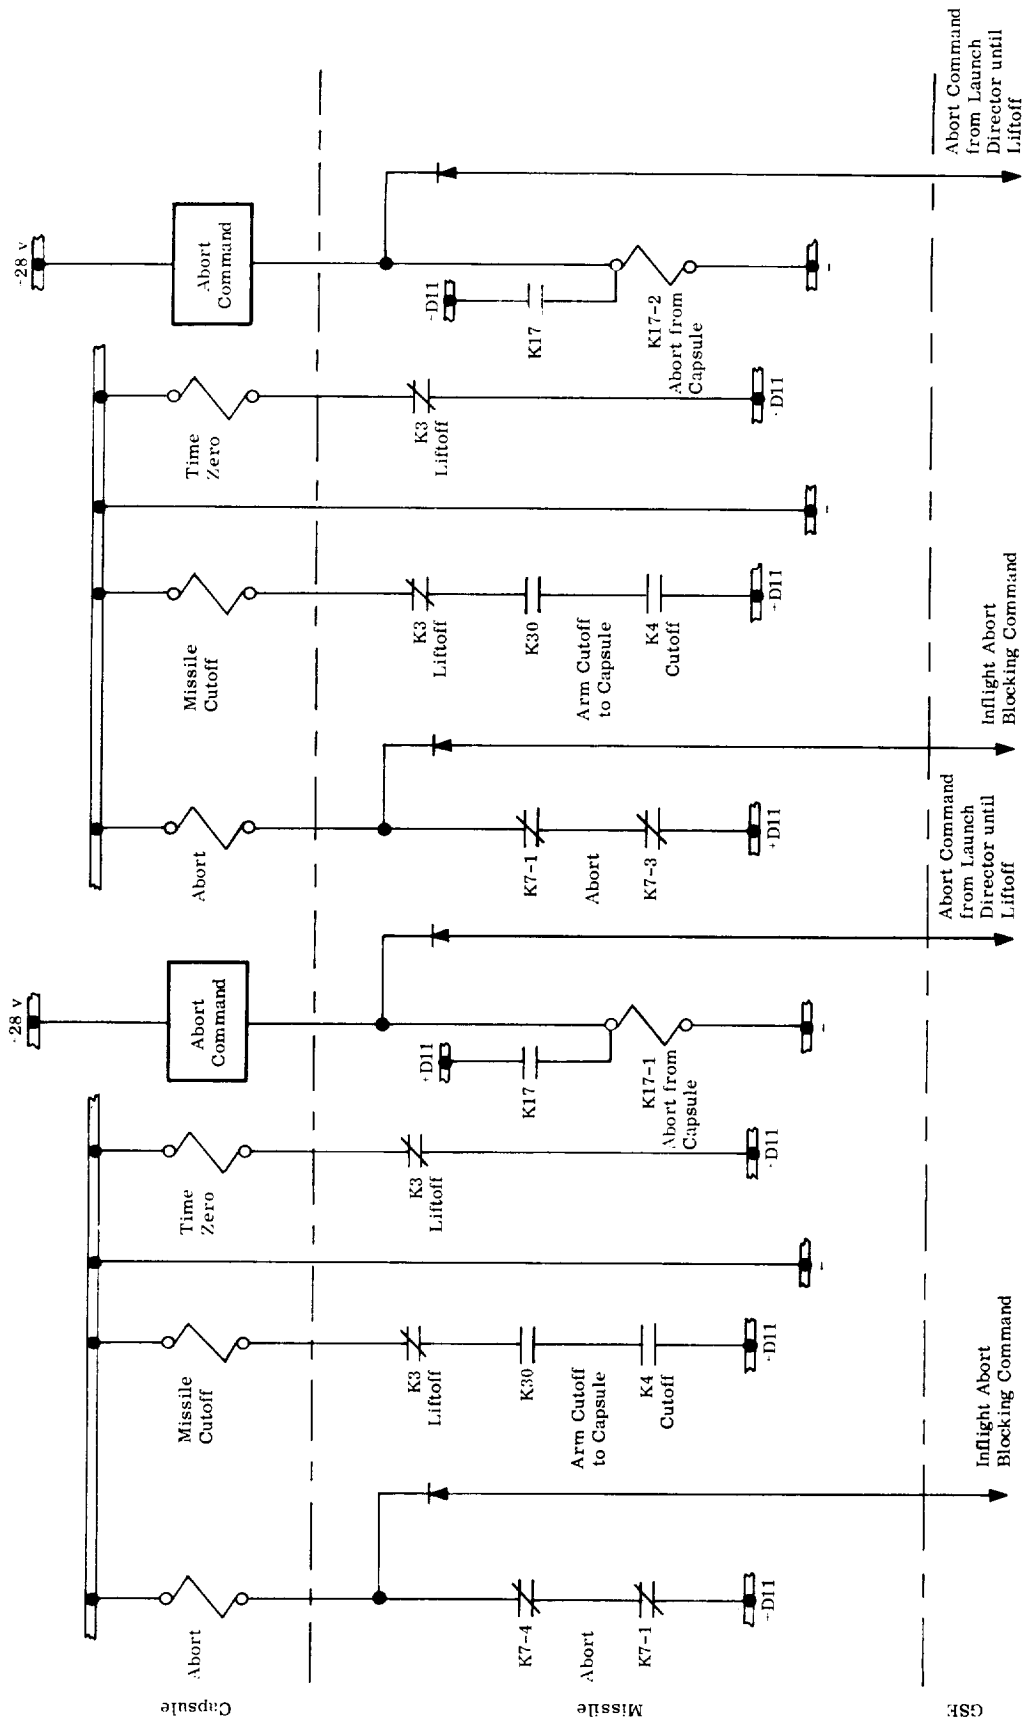 Capsule
Missile
GSE
Abort
K7-4
Abort
K7-1
+D11
Inflight Abort
Blocking Command
Missile
Cutoff
K3
Liftoff
K30
Arm Cutoff
to Capsule
K4
Cutoff
+D11
-
Time
Zero
K3
Liftoff
+D11
+28 v
Abort
Command
+D11
K17
K17-1
Abort from
Capsule
-
Abort Command
from Launch
Director until
Liftoff
Abort
K7-1
Abort
K7-3
+D11
Inflight Abort
Blocking Command
Missile
Cutoff
K3
Liftoff
K30
Arm Cutoff
to Capsule
K4
Cutoff
+D11
-
Time
Zero
K3
Liftoff
+D11
+28 v
Abort
Command
+D11
K17
K17-2
Abort from
Capsule
-
Abort Command
from Launch
Director until
Liftoff